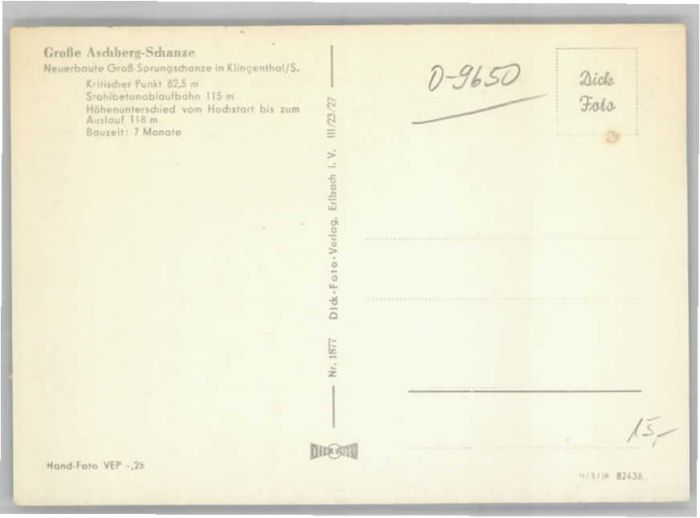 Große Aschberg-Schanze
Neuerbaute Groß-Sprungschanze in Klingenthal/S.
Kritischer Punkt 82,5 m
Stahlbetonablaufbahn 115 m
Höhenunterschied vom Hochstart bis zum
Auslauf 118 m
Bauzeit: 7 Monate
Nr. 1877 Dick-Foto-Verlag, Erlbach i. V. III/23/27
O-9650
Dick
Foto
15,-
Hand-Foto VEP -,25
82436